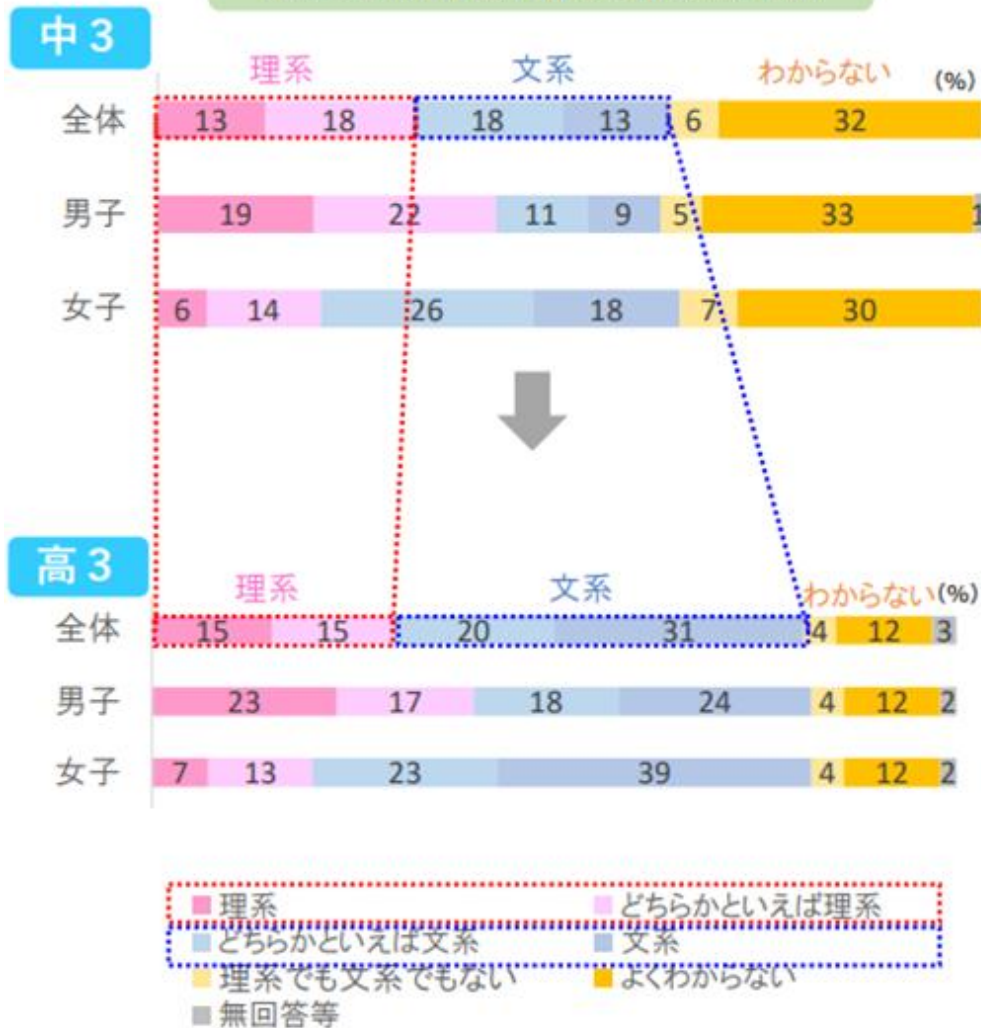 中３
理系 文系 わからない (%)
全体 13 18 18 13 6 32
男子 19 22 11 9 5 33 1
女子 6 14 26 18 7 30
高３
理系 文系 わからない (%)
全体 15 15 20 31 4 12 3
男子 23 17 18 24 4 12 2
女子 7 13 23 39 4 12 2
理系 どちらかといえば理系
どちらかといえば文系 文系
理系でも文系でもない よくわからない
無回答等